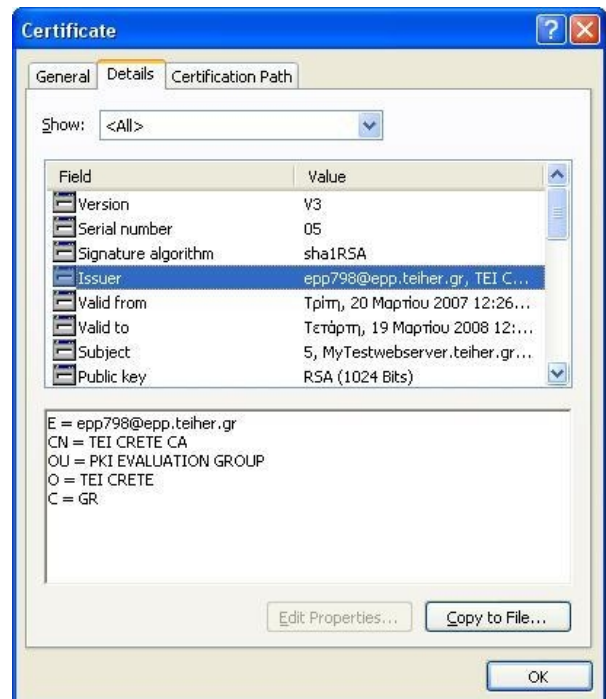 Certificate
General Details Certification Path
Show: <All>
Field Value
Version V3
Serial number 05
Signature algorithm sha1RSA
Issuer epp798@epp.teiher.gr, TEI C...
Valid from Τρίτη, 20 Μαρτίου 2007 12:26...
Valid to Τετάρτη, 19 Μαρτίου 2008 12:...
Subject 5, MyTestwebserver.teiher.gr...
Public key RSA (1024 Bits)
E = epp798@epp.teiher.gr
CN = TEI CRETE CA
OU = PKI EVALUATION GROUP
O = TEI CRETE
C = GR
Edit Properties... Copy to File...
OK